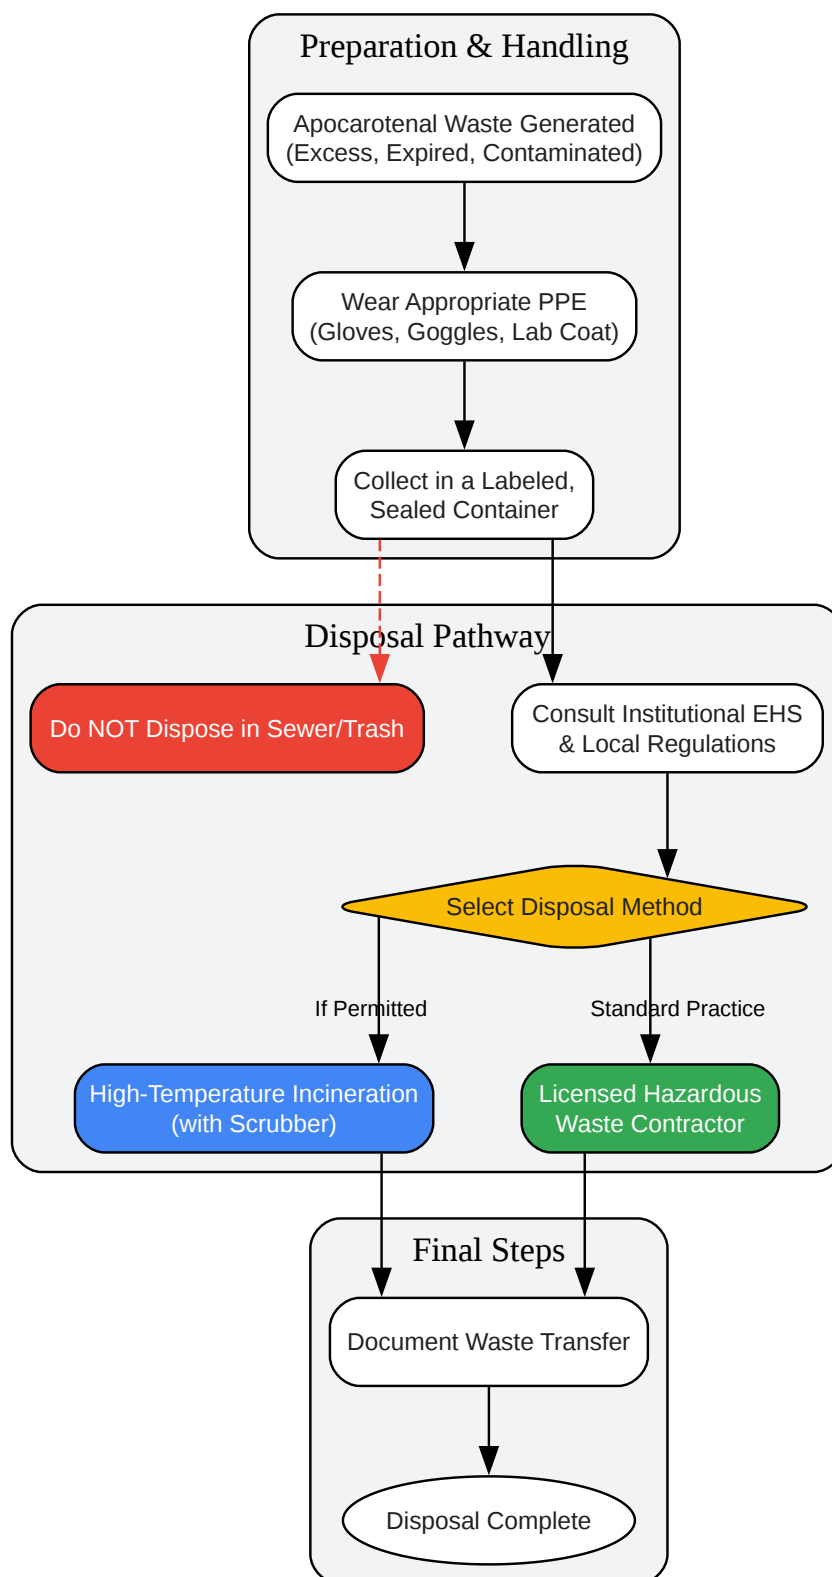 Preparation & Handling
Apocarotenal Waste Generated
(Excess, Expired, Contaminated)
Wear Appropriate PPE
(Gloves, Goggles, Lab Coat)
Collect in a Labeled,
Sealed Container
Disposal Pathway
Do NOT Dispose in Sewer/Trash
Consult Institutional EHS
& Local Regulations
Select Disposal Method
If Permitted
Standard Practice
High-Temperature Incineration
(with Scrubber)
Licensed Hazardous
Waste Contractor
Final Steps
Document Waste Transfer
Disposal Complete